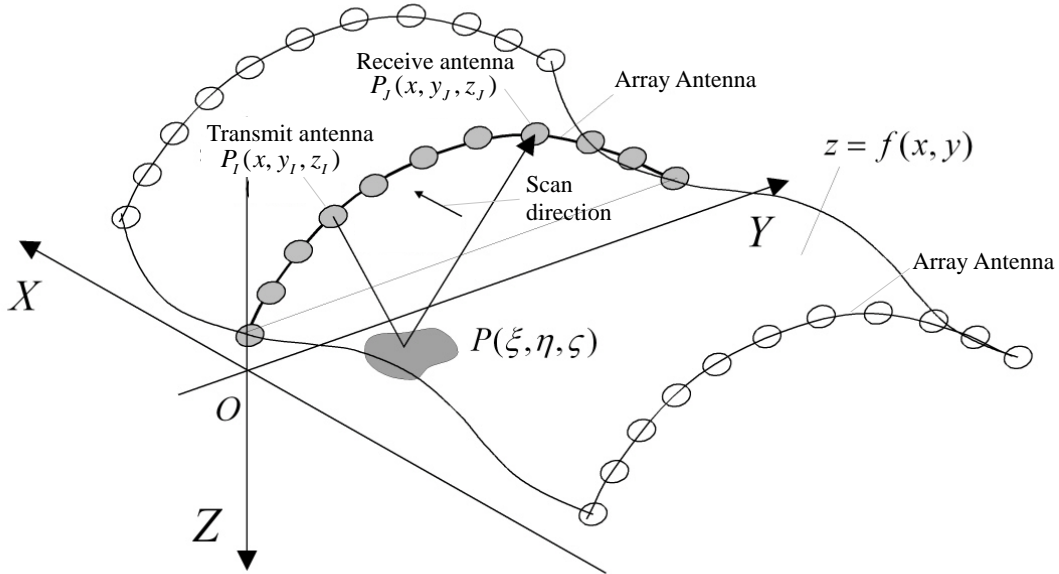 Receive antenna
P_J(x, y_J, z_J)
Array Antenna
Transmit antenna
P_I(x, y_I, z_I)
z = f(x, y)
Scan
direction
Y
Array Antenna
X
P(ξ, η, ς)
O
Z